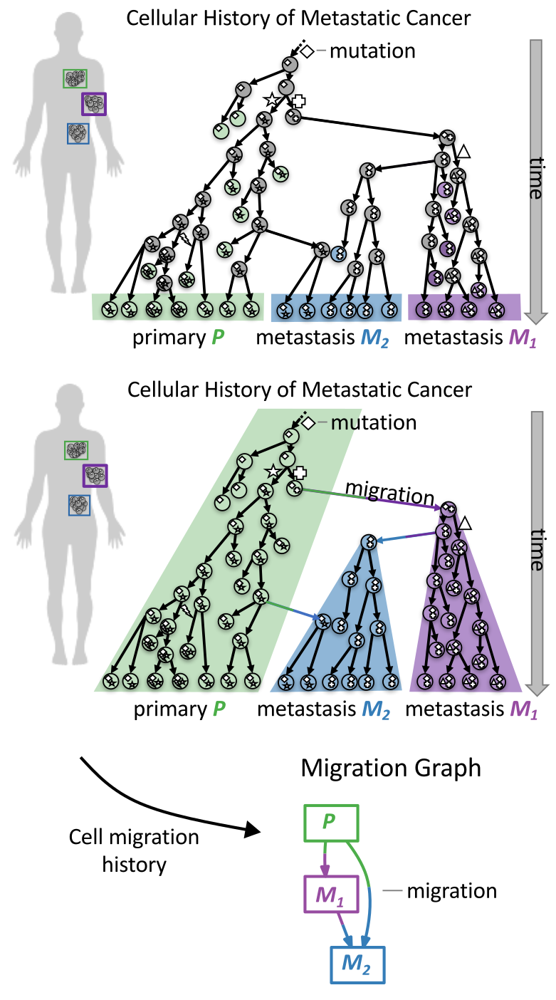 Cellular History of Metastatic Cancer
mutation
time
primary P
metastasis M2
metastasis M1
Cellular History of Metastatic Cancer
mutation
migration
time
primary P
metastasis M2
metastasis M1
Migration Graph
P
Cell migration
history
M1
migration
M2